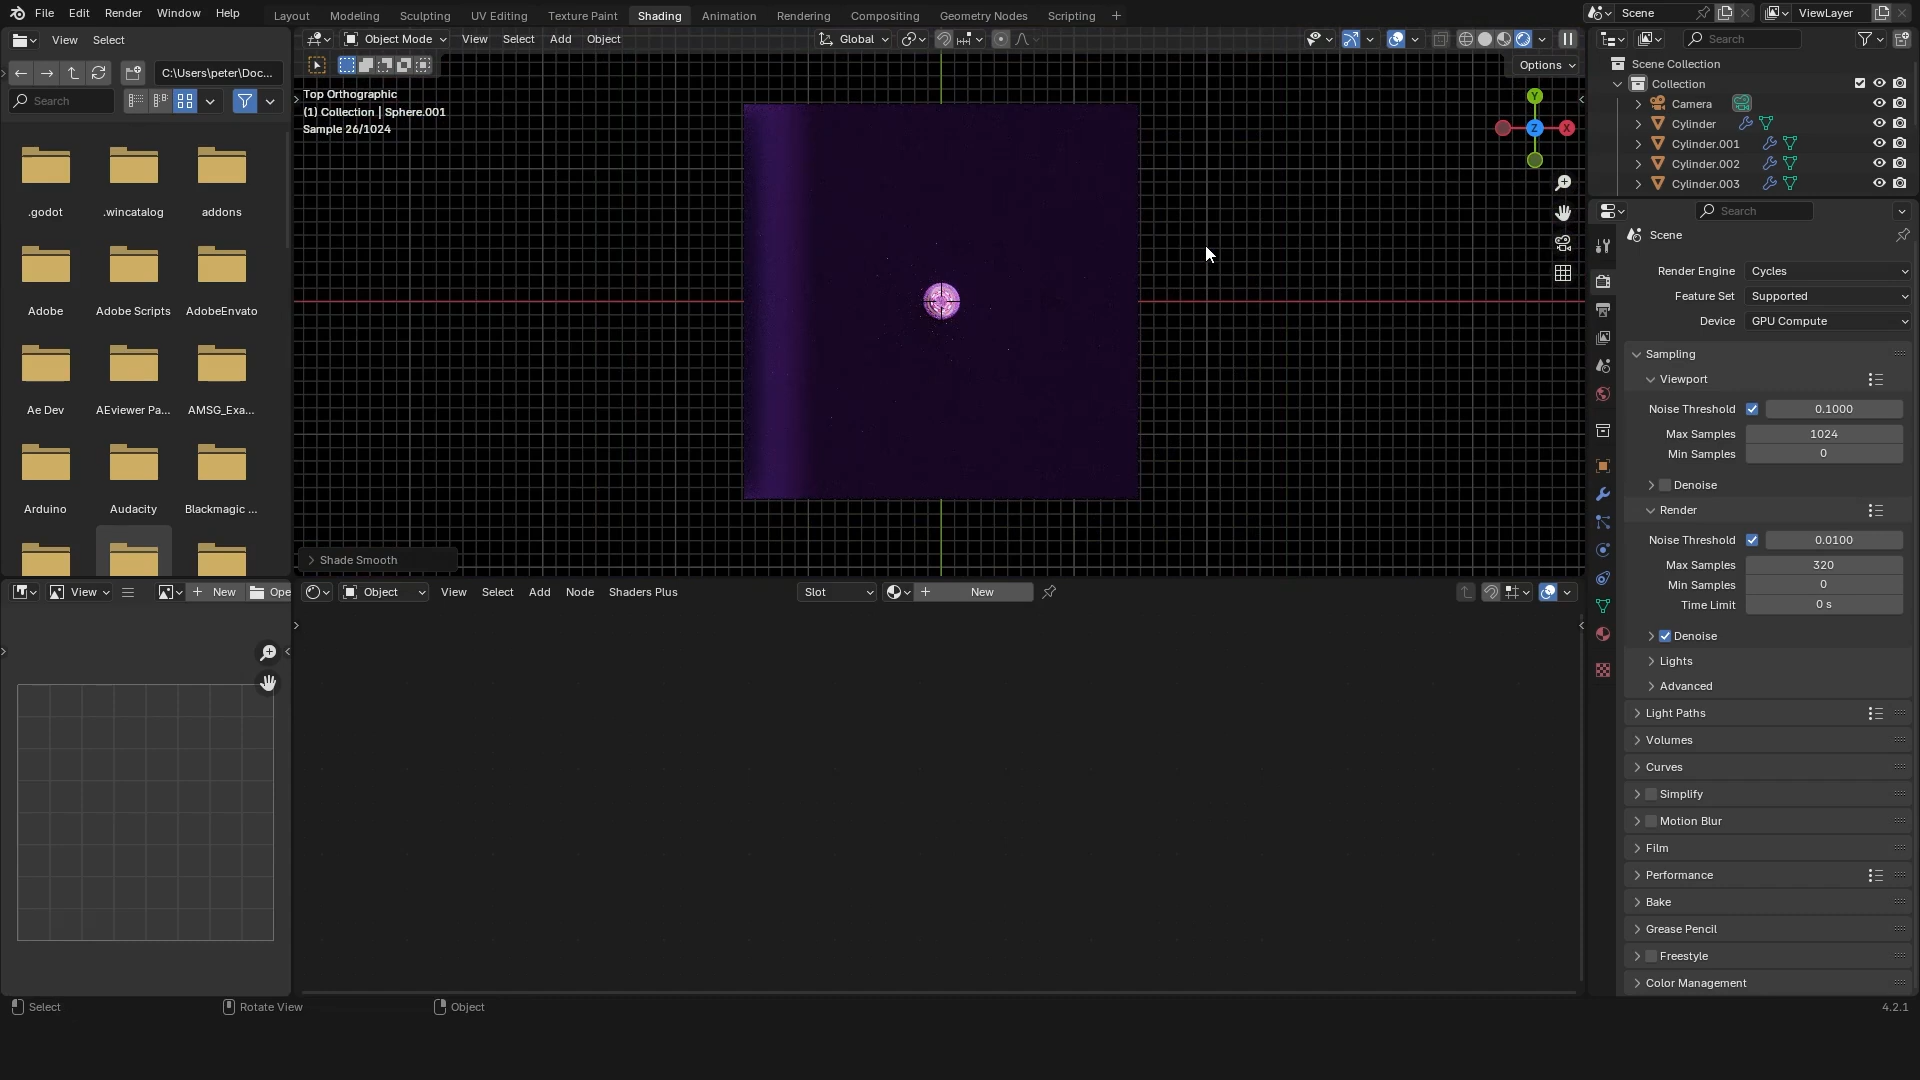 File Edit Render Window Help
Layout Modeling Sculpting UV Editing Texture Paint Shading Animation Rendering Compositing Geometry Nodes Scripting
Scene ViewLayer
View Select
Object Mode View Select Add Object Global
Search
Options
C:\Users\peter\Doc...
Search
Top Orthographic
(1) Collection | Sphere.001
Sample 26/1024
Y
Z
X
.godot .wincatalog addons
Adobe Adobe Scripts AdobeEnvato
Ae Dev AEviewer Pa... AMSG_Exa...
Arduino Audacity Blackmagic ...
Shade Smooth
Scene Collection
Collection
Camera
Cylinder
Cylinder.001
Cylinder.002
Cylinder.003
Search
Scene
Render Engine Cycles
Feature Set Supported
Device GPU Compute
Sampling
Viewport
Noise Threshold 0.1000
Max Samples 1024
Min Samples 0
Denoise
Render
Noise Threshold 0.0100
Max Samples 320
Min Samples 0
Time Limit 0 s
Denoise
Lights
Advanced
Light Paths
Volumes
Curves
Simplify
Motion Blur
Film
Performance
Bake
Grease Pencil
Freestyle
Color Management
View New Ope
Object View Select Add Node Shaders Plus Slot New
Select Rotate View Object 4.2.1